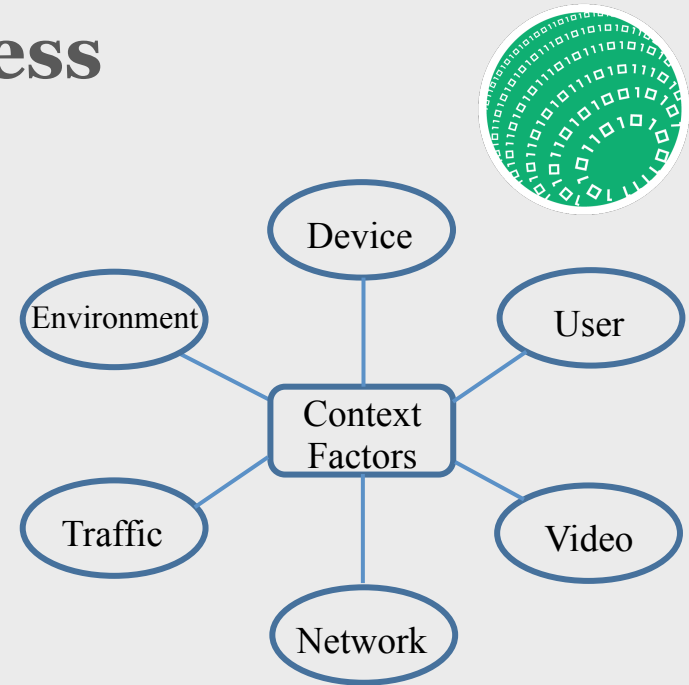 ess
Device
Environment
User
Context
Factors
Traffic
Video
Network